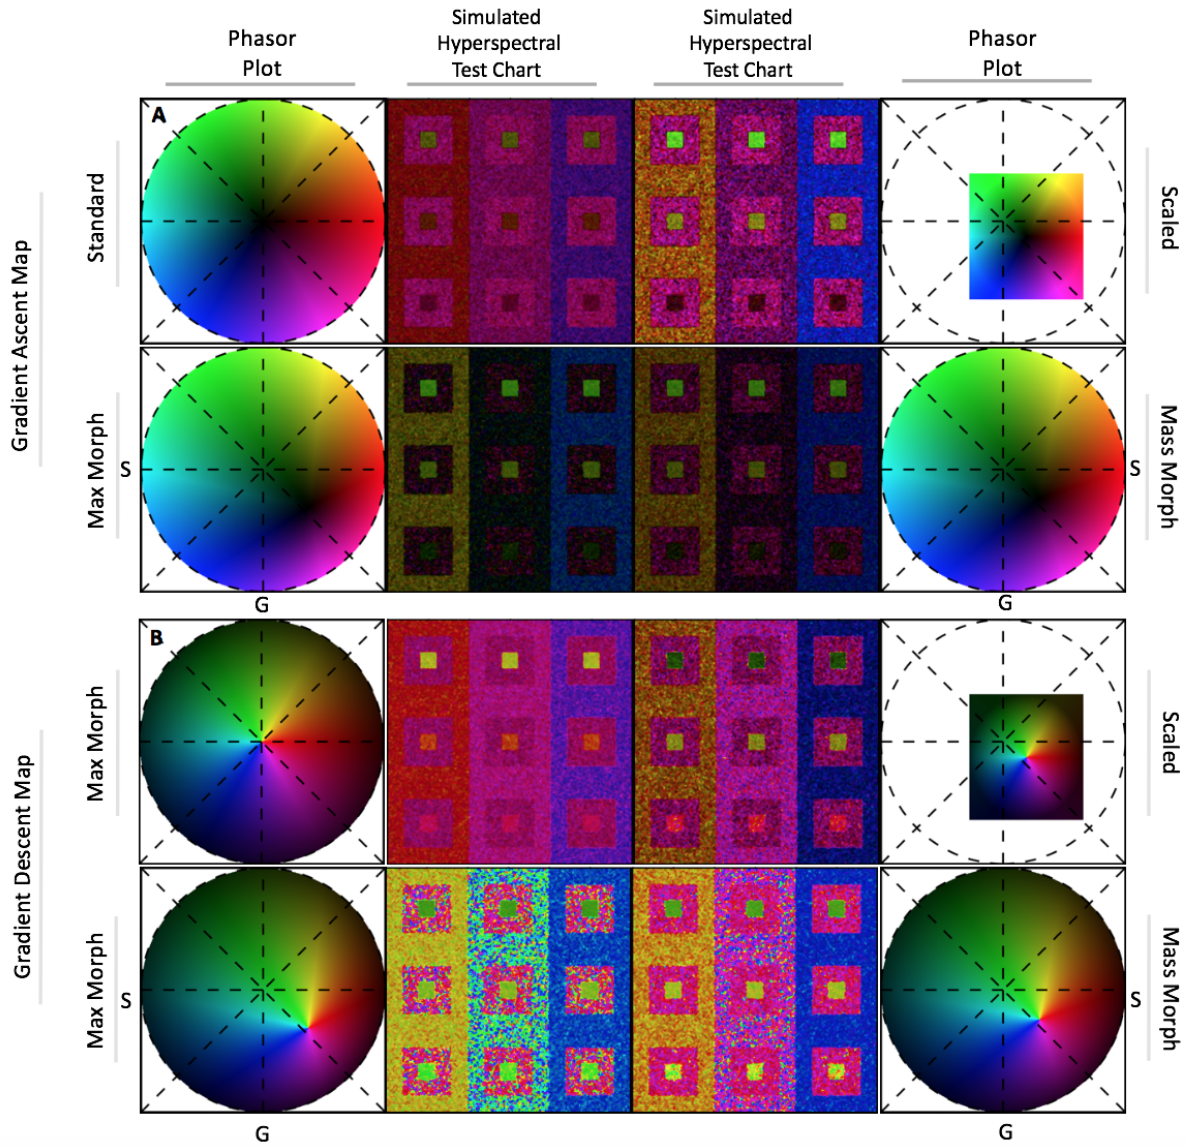 Phasor
Plot
Simulated
Hyperspectral
Test Chart
Simulated
Hyperspectral
Test Chart
Phasor
Plot
Gradient Ascent Map
Standard
A
Scaled
Max Morph
S
G
G
S
Mass Morph
Gradient Descent Map
Max Morph
B
Scaled
Max Morph
S
G
G
S
Mass Morph